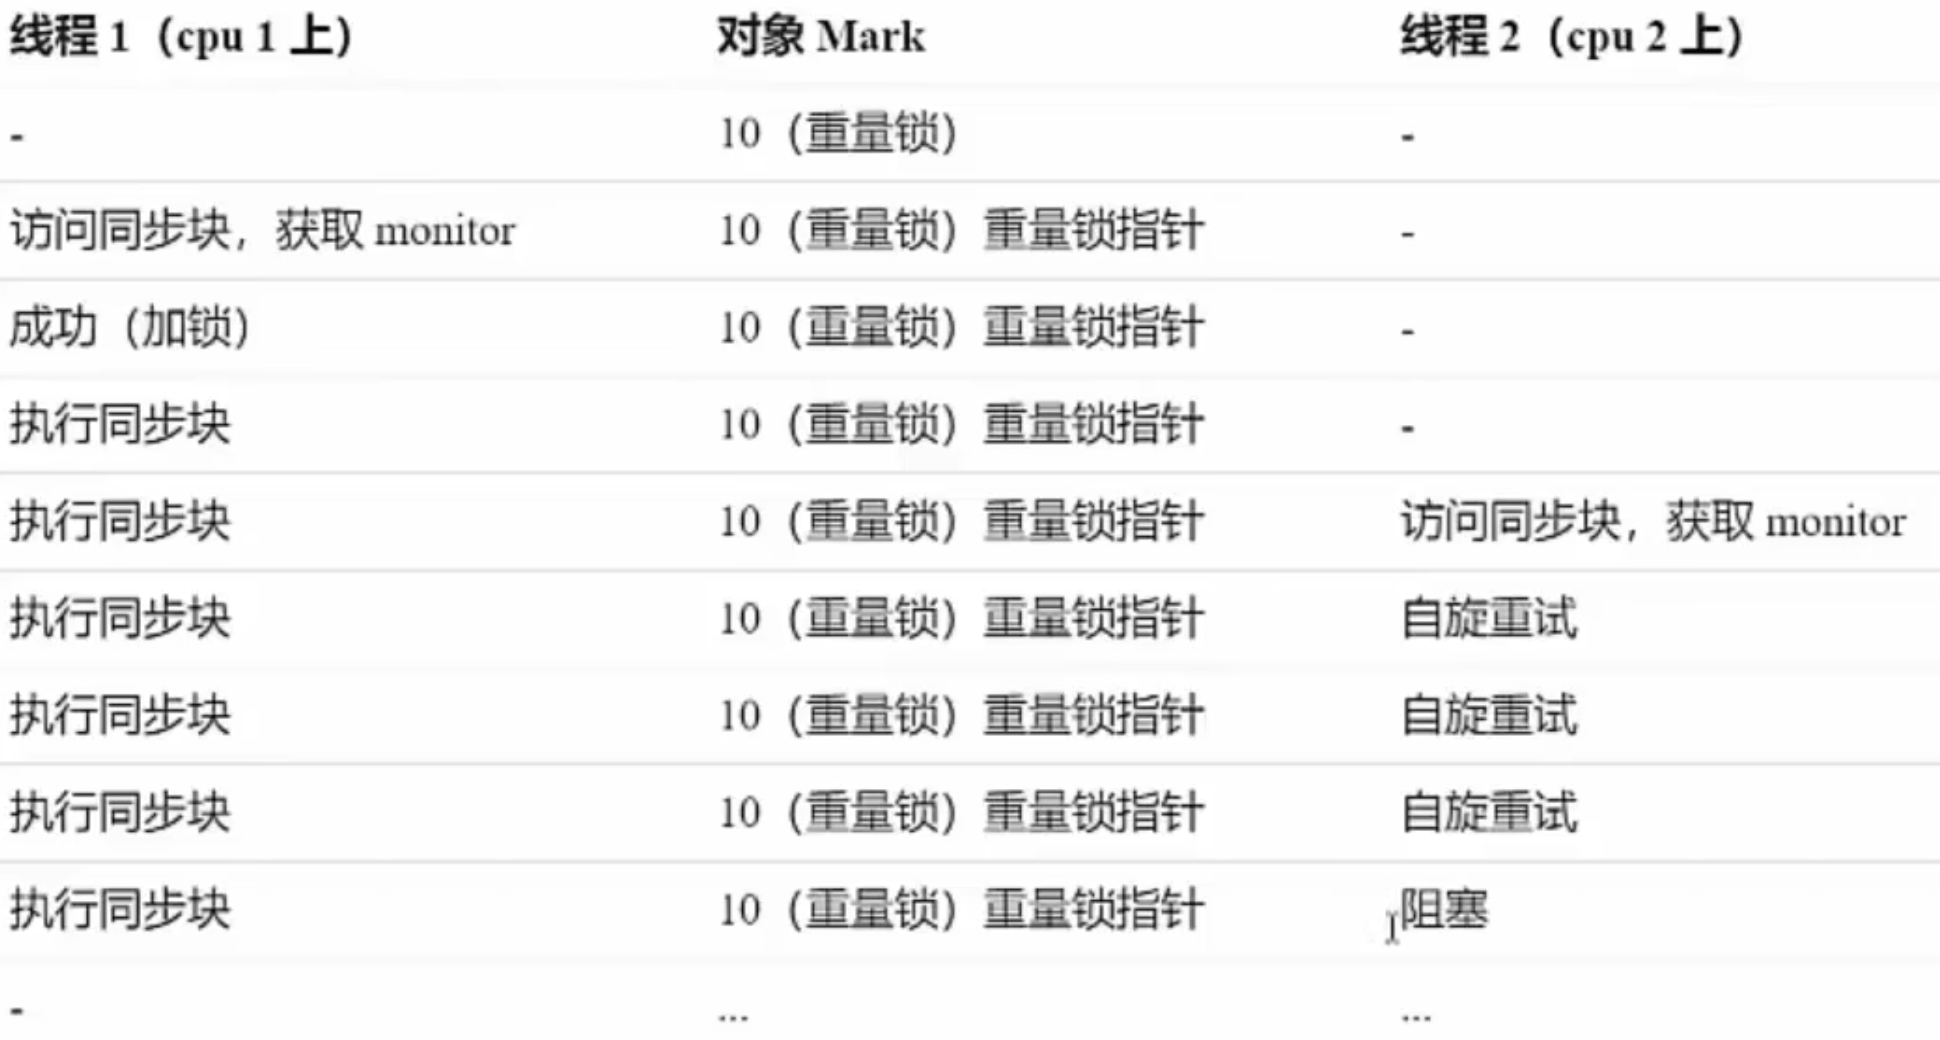 线程 1（cpu 1 上） 对象 Mark 线程 2（cpu 2 上）
- 10（重量锁） -
访问同步块，获取 monitor 10（重量锁）重量锁指针 -
成功（加锁） 10（重量锁）重量锁指针 -
执行同步块 10（重量锁）重量锁指针 -
执行同步块 10（重量锁）重量锁指针 访问同步块，获取 monitor
执行同步块 10（重量锁）重量锁指针 自旋重试
执行同步块 10（重量锁）重量锁指针 自旋重试
执行同步块 10（重量锁）重量锁指针 自旋重试
执行同步块 10（重量锁）重量锁指针 阻塞
- ... ...